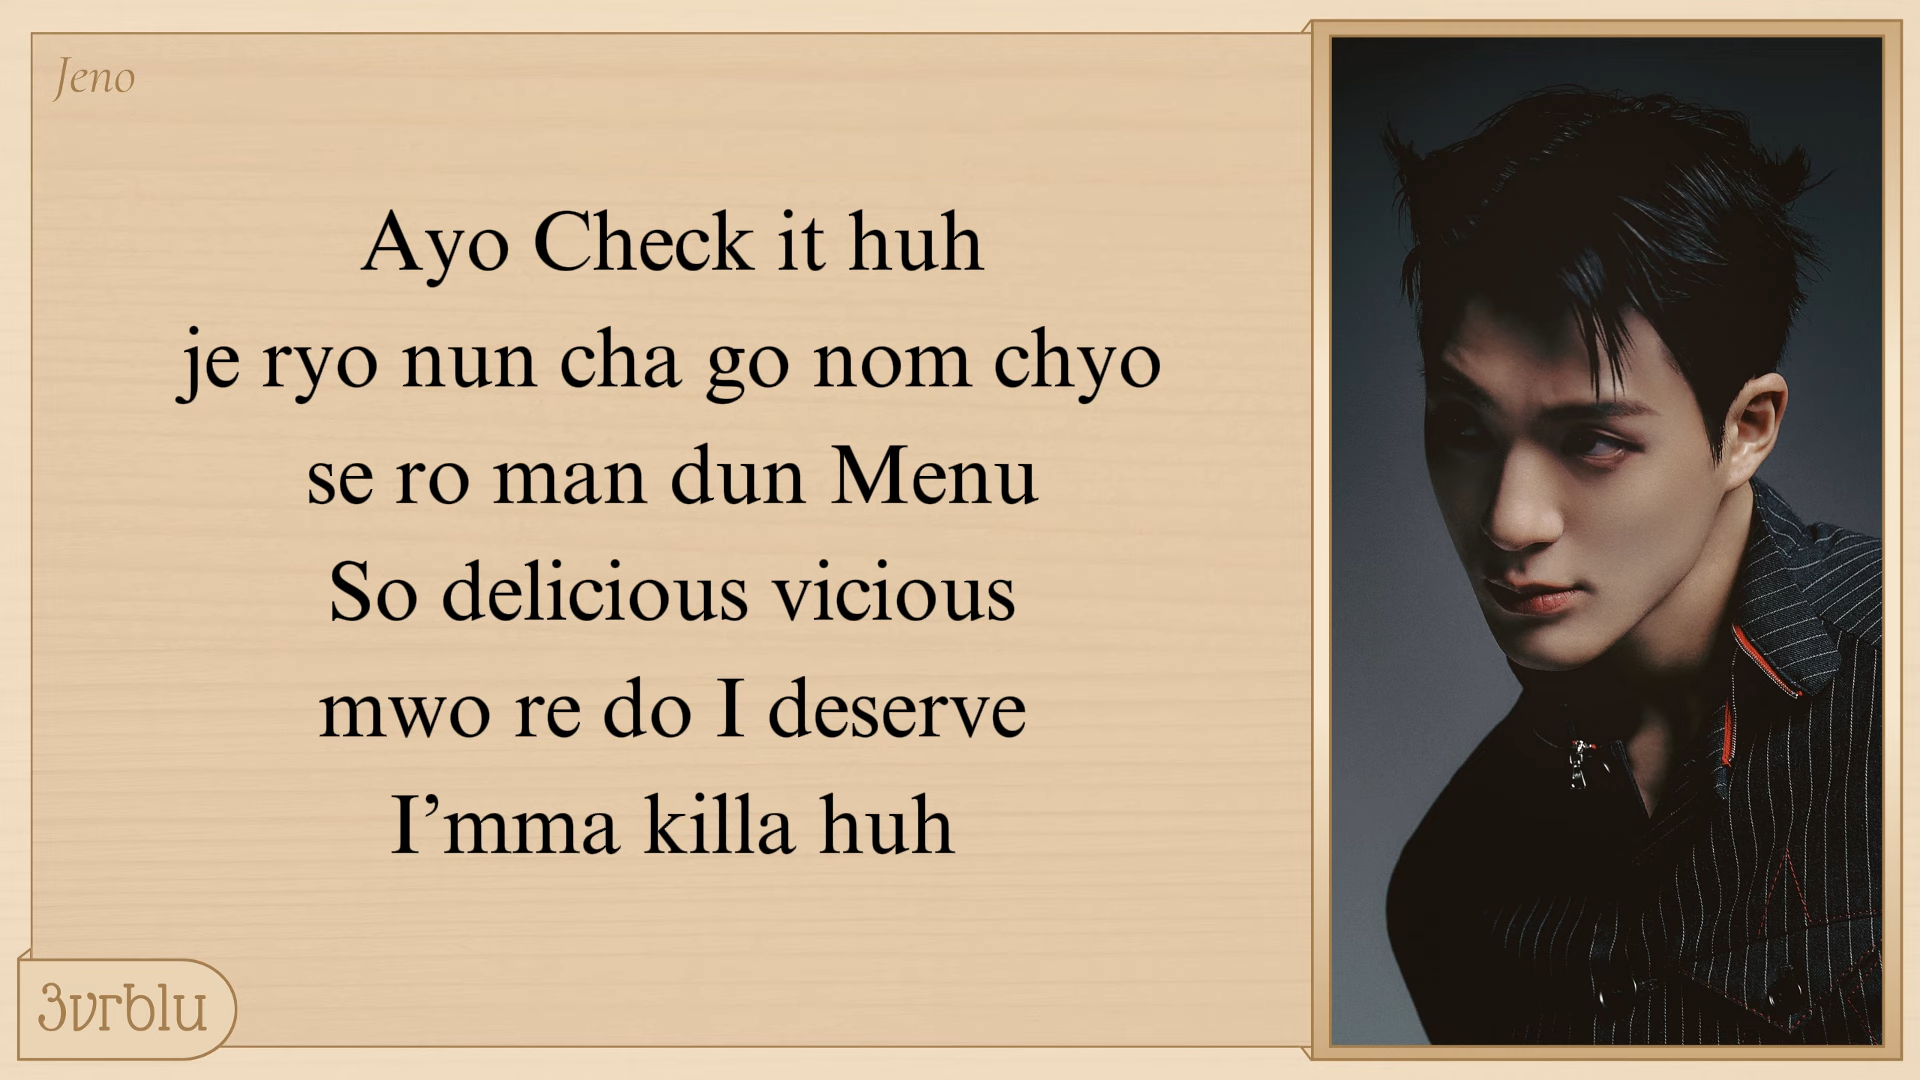 Jeno
Ayo Check it huh
je ryo nun cha go nom chyo
se ro man dun Menu
So delicious vicious
mwo re do I deserve
I’mma killa huh
3vrblu